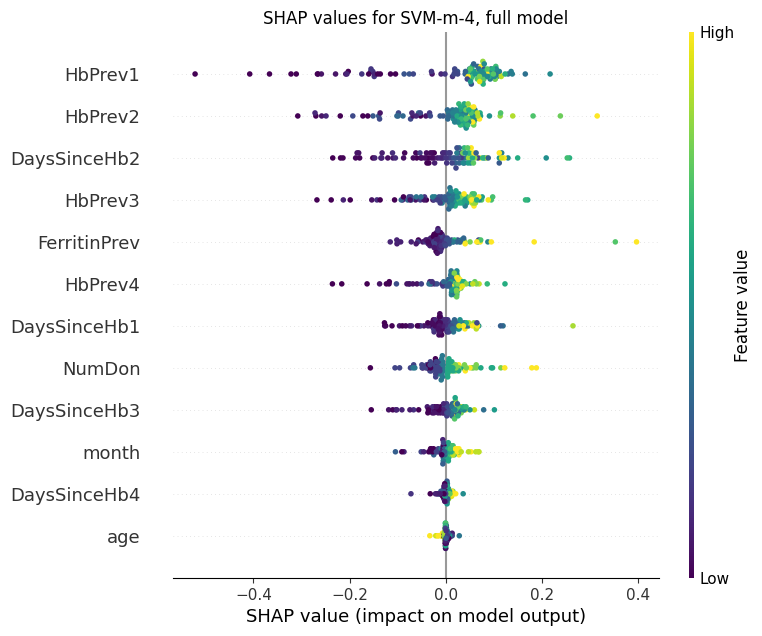 SHAP values for SVM-m-4, full model
High
HbPrev1
HbPrev2
DaysSinceHb2
HbPrev3
FerritinPrev
HbPrev4
DaysSinceHb1
NumDon
DaysSinceHb3
month
DaysSinceHb4
age
Feature value
Low
−0.4 −0.2 0.0 0.2 0.4
SHAP value (impact on model output)